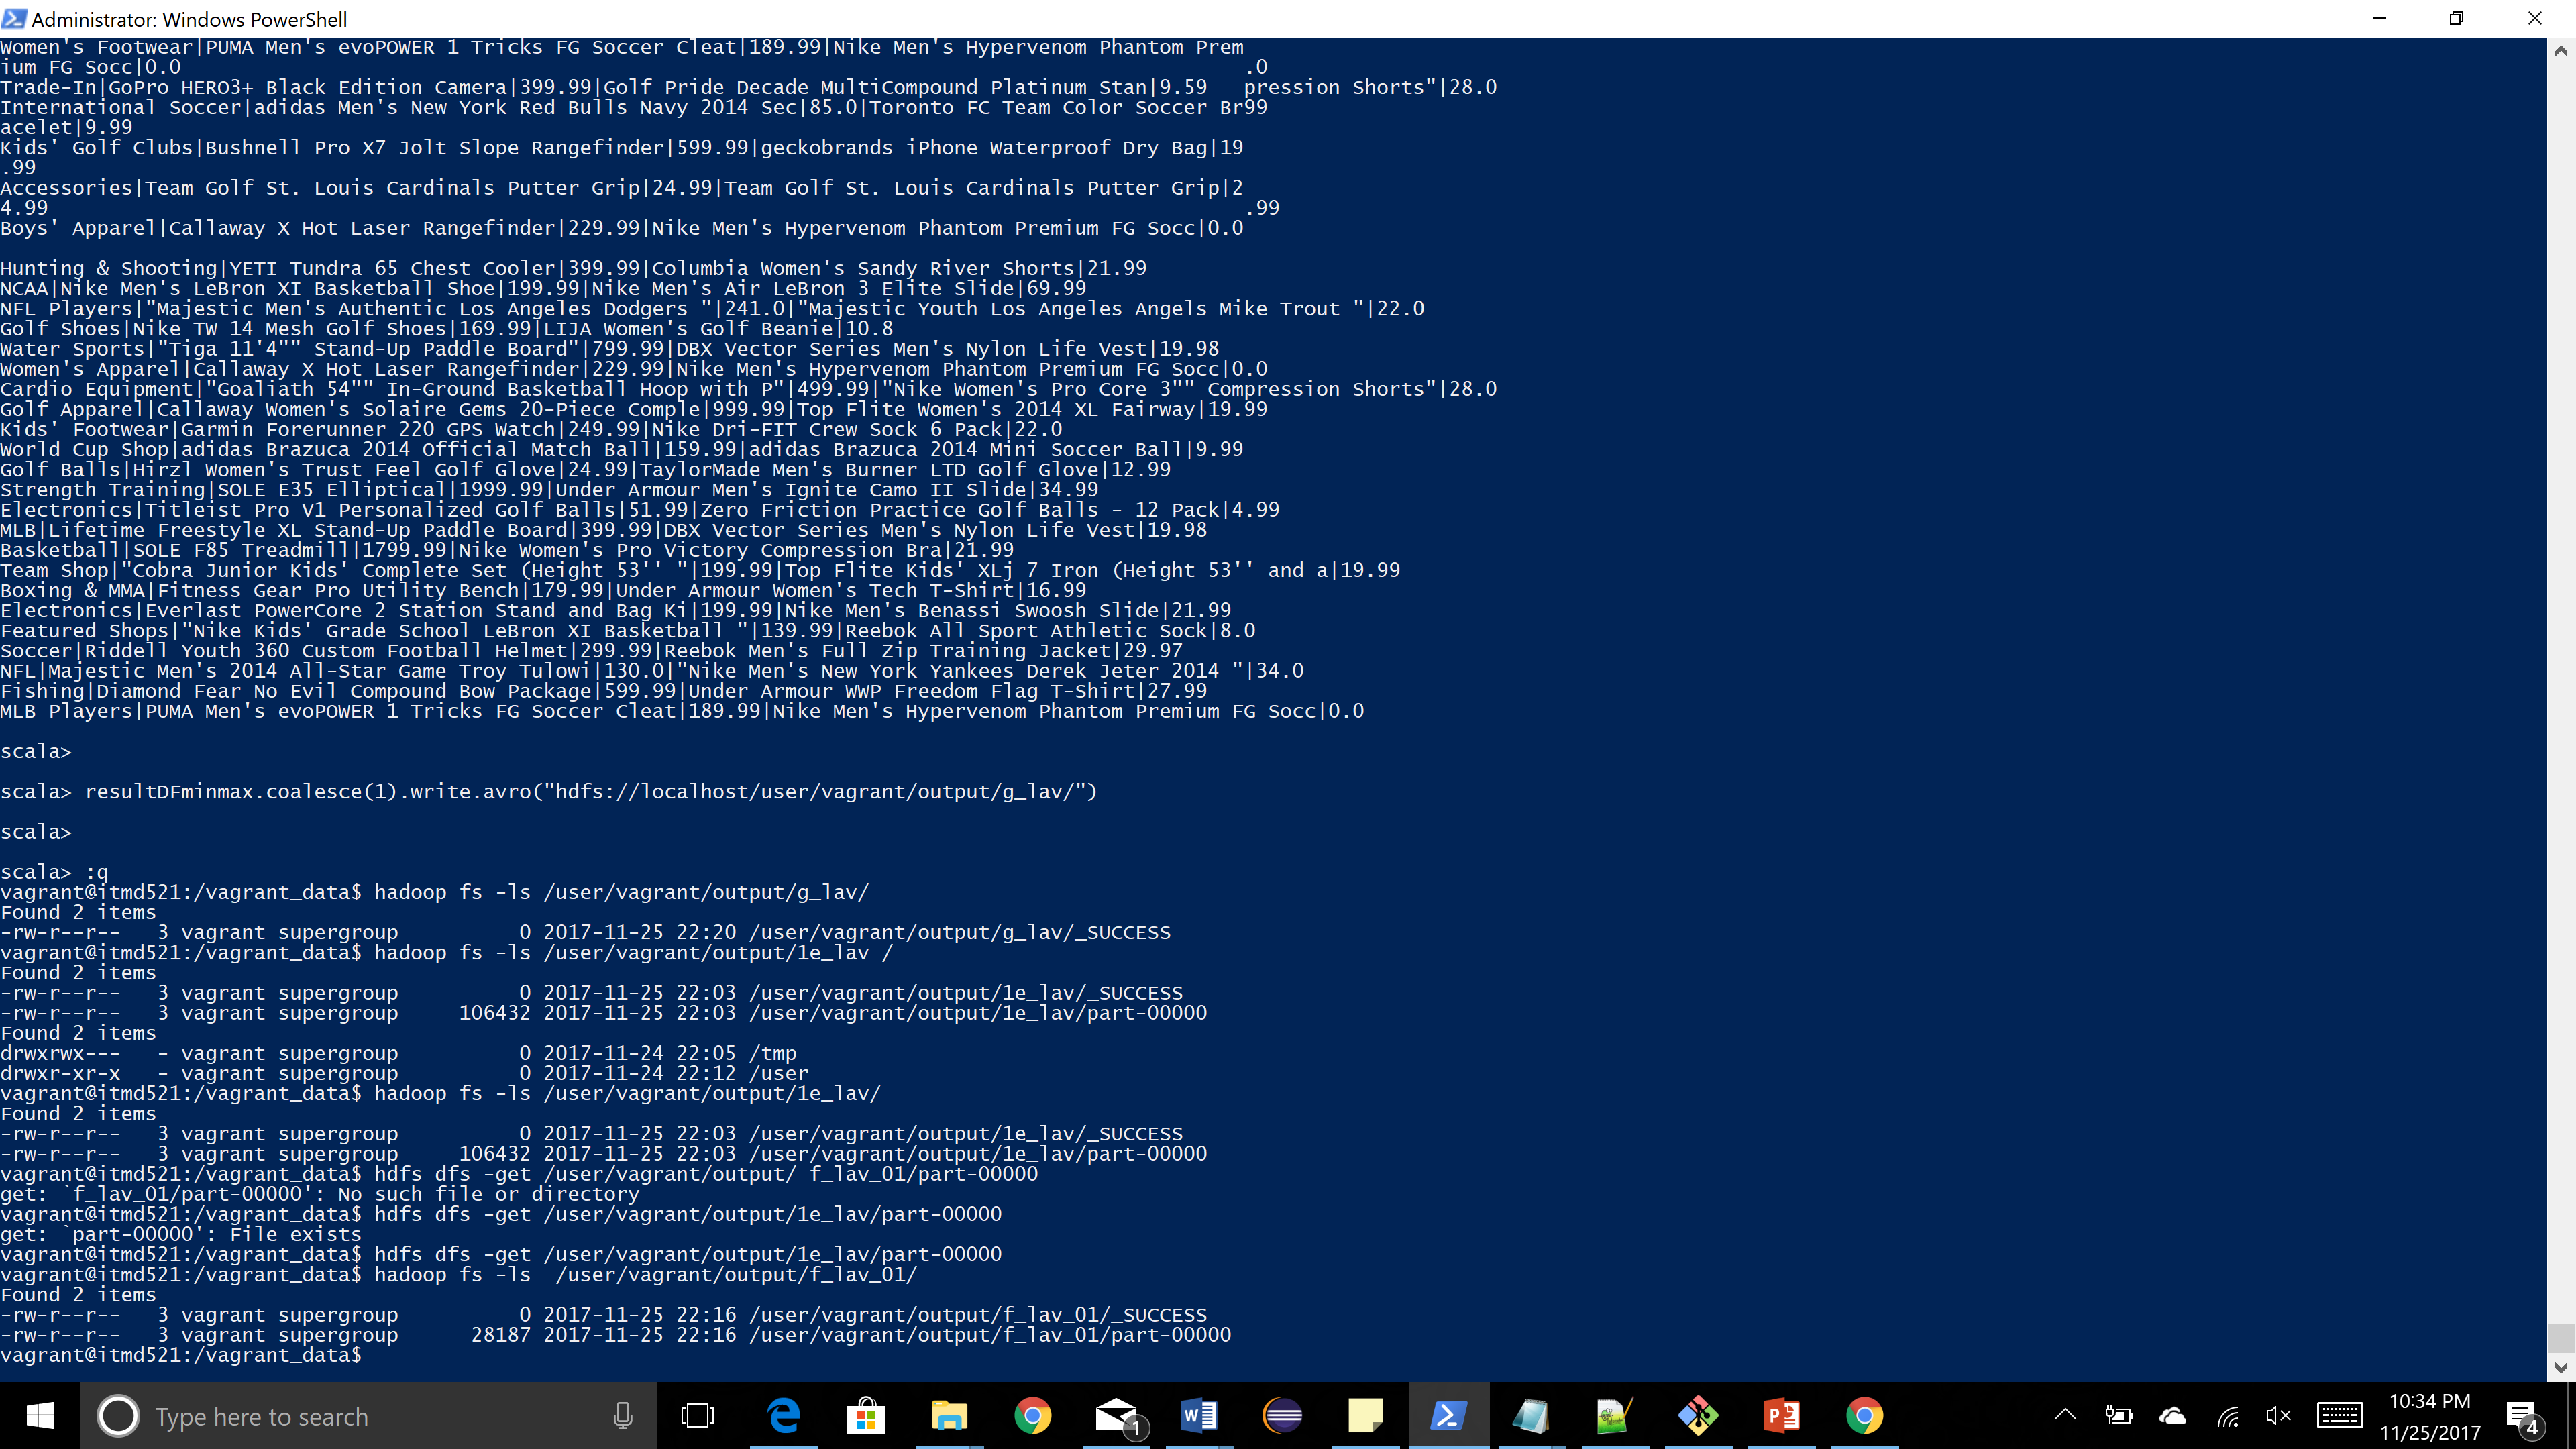 Administrator: Windows PowerShell
Women's Footwear|PUMA Men's evoPOWER 1 Tricks FG Soccer Cleat|189.99|Nike Men's Hypervenom Phantom Prem
ium FG Socc|0.0 .0
Trade-In|GoPro HERO3+ Black Edition Camera|399.99|Golf Pride Decade MultiCompound Platinum Stan|9.59 pression Shorts"|28.0
International Soccer|adidas Men's New York Red Bulls Navy 2014 Sec|85.0|Toronto FC Team Color Soccer Br99
acelet|9.99
Kids' Golf Clubs|Bushnell Pro X7 Jolt Slope Rangefinder|599.99|geckobrands iPhone Waterproof Dry Bag|19
.99
Accessories|Team Golf St. Louis Cardinals Putter Grip|24.99|Team Golf St. Louis Cardinals Putter Grip|2
4.99 .99
Boys' Apparel|Callaway X Hot Laser Rangefinder|229.99|Nike Men's Hypervenom Phantom Premium FG Socc|0.0
Hunting & Shooting|YETI Tundra 65 Chest Cooler|399.99|Columbia Women's Sandy River Shorts|21.99
NCAA|Nike Men's LeBron XI Basketball Shoe|199.99|Nike Men's Air LeBron 3 Elite Slide|69.99
NFL Players|"Majestic Men's Authentic Los Angeles Dodgers "|241.0|"Majestic Youth Los Angeles Angels Mike Trout "|22.0
Golf Shoes|Nike TW 14 Mesh Golf Shoes|169.99|LIJA Women's Golf Beanie|10.8
Water Sports|"Tiga 11'4"" Stand-Up Paddle Board"|799.99|DBX Vector Series Men's Nylon Life Vest|19.98
Women's Apparel|Callaway X Hot Laser Rangefinder|229.99|Nike Men's Hypervenom Phantom Premium FG Socc|0.0
Cardio Equipment|"Goaliath 54"" In-Ground Basketball Hoop with P"|499.99|"Nike Women's Pro Core 3"" Compression Shorts"|28.0
Golf Apparel|Callaway Women's Solaire Gems 20-Piece Comple|999.99|Top Flite Women's 2014 XL Fairway|19.99
Kids' Footwear|Garmin Forerunner 220 GPS Watch|249.99|Nike Dri-FIT Crew Sock 6 Pack|22.0
World Cup Shop|adidas Brazuca 2014 Official Match Ball|159.99|adidas Brazuca 2014 Mini Soccer Ball|9.99
Golf Balls|Hirzl Women's Trust Feel Golf Glove|24.99|TaylorMade Men's Burner LTD Golf Glove|12.99
Strength Training|SOLE E35 Elliptical|1999.99|Under Armour Men's Ignite Camo II Slide|34.99
Electronics|Titleist Pro V1 Personalized Golf Balls|51.99|Zero Friction Practice Golf Balls - 12 Pack|4.99
MLB|Lifetime Freestyle XL Stand-Up Paddle Board|399.99|DBX Vector Series Men's Nylon Life Vest|19.98
Basketball|SOLE F85 Treadmill|1799.99|Nike Women's Pro Victory Compression Bra|21.99
Team Shop|"Cobra Junior Kids' Complete Set (Height 53'' "|199.99|Top Flite Kids' XLj 7 Iron (Height 53'' and a|19.99
Boxing & MMA|Fitness Gear Pro Utility Bench|179.99|Under Armour Women's Tech T-Shirt|16.99
Electronics|Everlast PowerCore 2 Station Stand and Bag Ki|199.99|Nike Men's Benassi Swoosh Slide|21.99
Featured Shops|"Nike Kids' Grade School LeBron XI Basketball "|139.99|Reebok All Sport Athletic Sock|8.0
Soccer|Riddell Youth 360 Custom Football Helmet|299.99|Reebok Men's Full Zip Training Jacket|29.97
NFL|Majestic Men's 2014 All-Star Game Troy Tulowi|130.0|"Nike Men's New York Yankees Derek Jeter 2014 "|34.0
Fishing|Diamond Fear No Evil Compound Bow Package|599.99|Under Armour WWP Freedom Flag T-Shirt|27.99
MLB Players|PUMA Men's evoPOWER 1 Tricks FG Soccer Cleat|189.99|Nike Men's Hypervenom Phantom Premium FG Socc|0.0
scala>
scala> resultDFminmax.coalesce(1).write.avro("hdfs://localhost/user/vagrant/output/g_lav/")
scala>
scala> :q
vagrant@itmd521:/vagrant_data$ hadoop fs -ls /user/vagrant/output/g_lav/
Found 2 items
-rw-r--r-- 3 vagrant supergroup 0 2017-11-25 22:20 /user/vagrant/output/g_lav/_SUCCESS
vagrant@itmd521:/vagrant_data$ hadoop fs -ls /user/vagrant/output/1e_lav /
Found 2 items
-rw-r--r-- 3 vagrant supergroup 0 2017-11-25 22:03 /user/vagrant/output/1e_lav/_SUCCESS
-rw-r--r-- 3 vagrant supergroup 106432 2017-11-25 22:03 /user/vagrant/output/1e_lav/part-00000
Found 2 items
drwxrwx--- - vagrant supergroup 0 2017-11-24 22:05 /tmp
drwxr-xr-x - vagrant supergroup 0 2017-11-24 22:12 /user
vagrant@itmd521:/vagrant_data$ hadoop fs -ls /user/vagrant/output/1e_lav/
Found 2 items
-rw-r--r-- 3 vagrant supergroup 0 2017-11-25 22:03 /user/vagrant/output/1e_lav/_SUCCESS
-rw-r--r-- 3 vagrant supergroup 106432 2017-11-25 22:03 /user/vagrant/output/1e_lav/part-00000
vagrant@itmd521:/vagrant_data$ hdfs dfs -get /user/vagrant/output/ f_lav_01/part-00000
get: `f_lav_01/part-00000': No such file or directory
vagrant@itmd521:/vagrant_data$ hdfs dfs -get /user/vagrant/output/1e_lav/part-00000
get: `part-00000': File exists
vagrant@itmd521:/vagrant_data$ hdfs dfs -get /user/vagrant/output/1e_lav/part-00000
vagrant@itmd521:/vagrant_data$ hadoop fs -ls  /user/vagrant/output/f_lav_01/
Found 2 items
-rw-r--r-- 3 vagrant supergroup 0 2017-11-25 22:16 /user/vagrant/output/f_lav_01/_SUCCESS
-rw-r--r-- 3 vagrant supergroup 28187 2017-11-25 22:16 /user/vagrant/output/f_lav_01/part-00000
vagrant@itmd521:/vagrant_data$
Type here to search
1
10:34 PM
11/25/2017
4